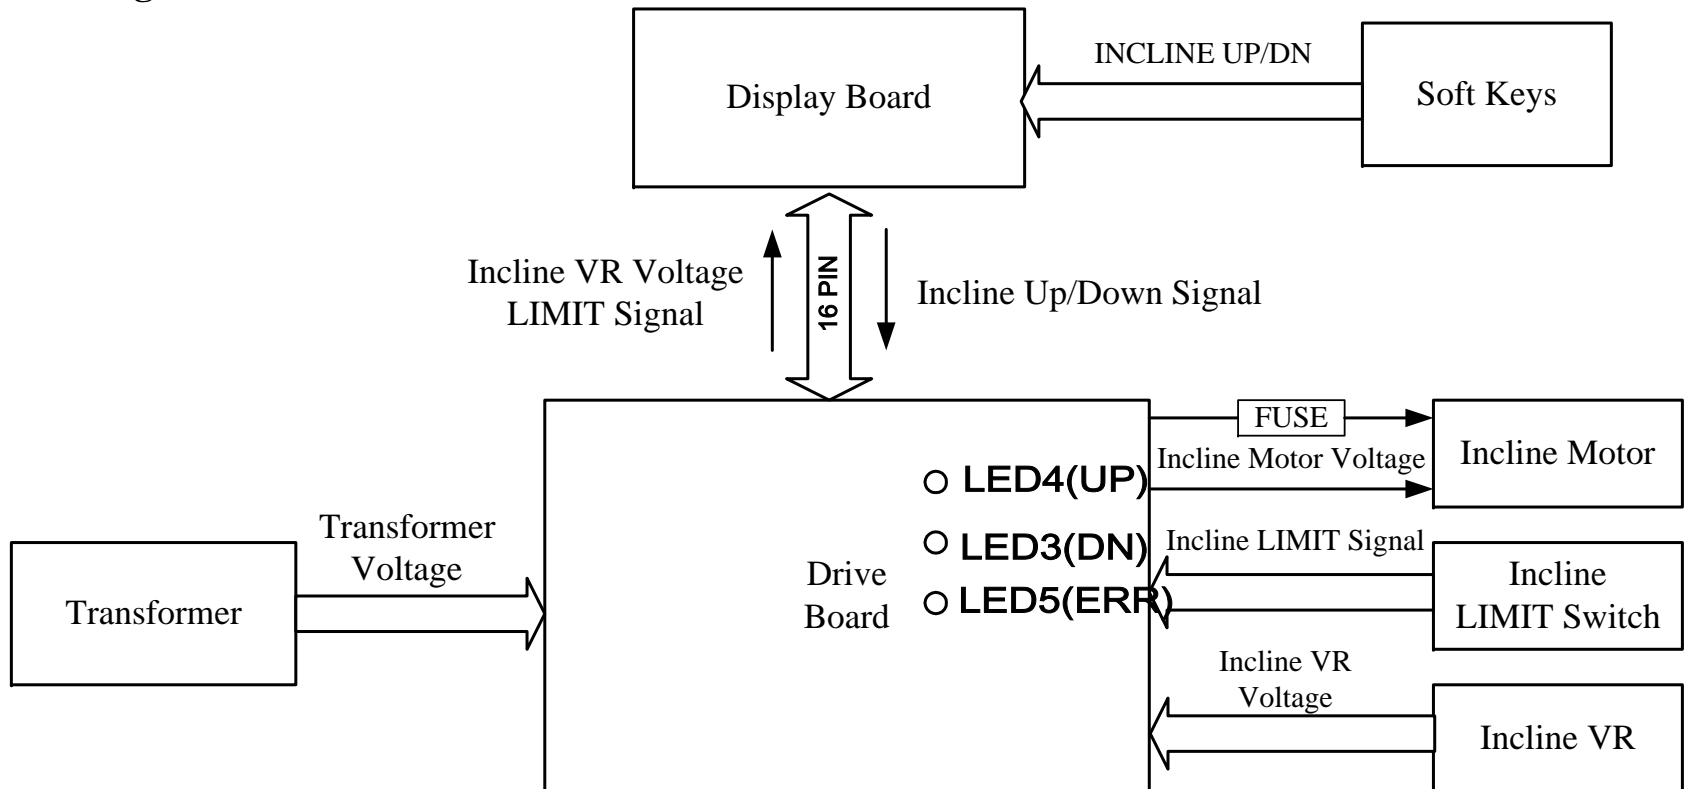 INCLINE UP/DN
Display Board
Soft Keys
Incline VR Voltage
LIMIT Signal
16 PIN
Incline Up/Down Signal
FUSE
Incline Motor Voltage
Incline Motor
LED4(UP)
Transformer
Voltage
LED3(DN)
Incline LIMIT Signal
Incline
LIMIT Switch
Drive
Board
LED5(ERR)
Transformer
Incline VR
Voltage
Incline VR